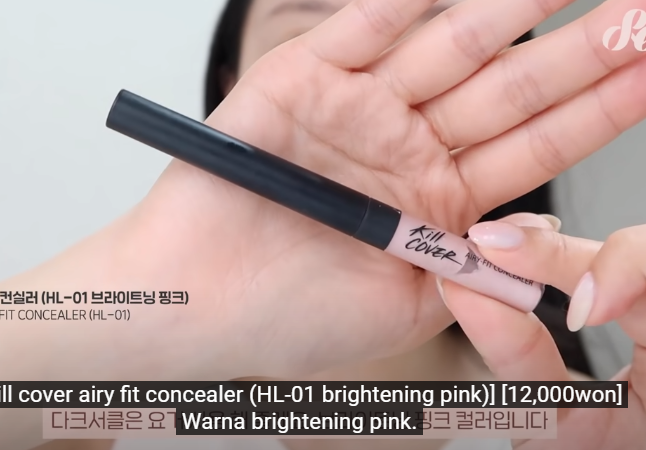 Kill
COVER
AIRY FIT CONCEALER
컨실러 (HL-01 브라이트닝 핑크)
FIT CONCEALER (HL-01)
ill cover airy fit concealer (HL-01 brightening pink)] [12,000won]
Warna brightening pink.
다크서클은 핑크 컬러입니다